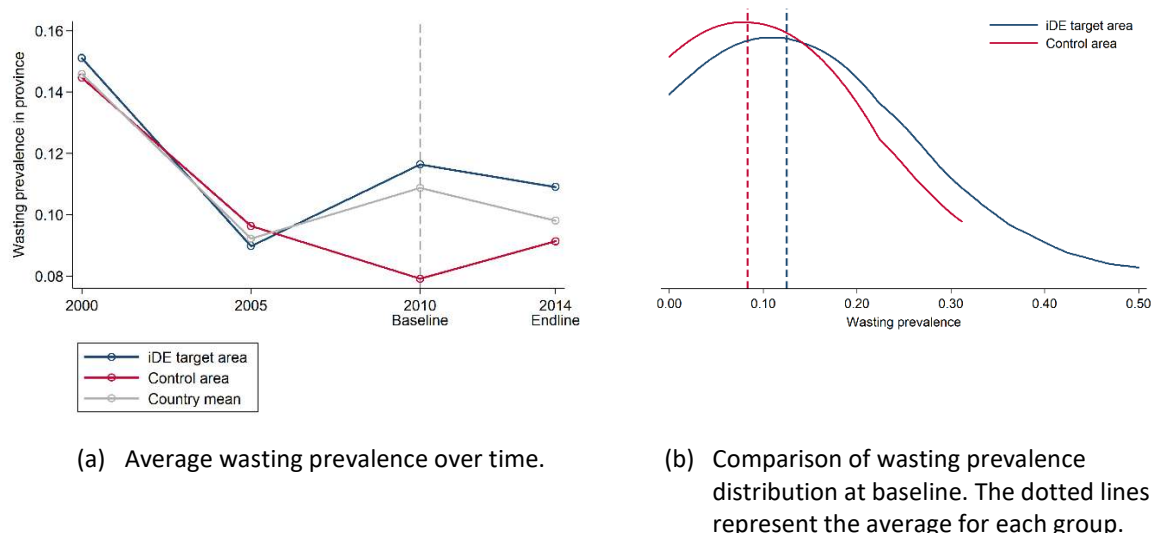 Wasting prevalence in province
0.16
0.14
0.12
0.10
0.08
2000
2005
2010
Baseline
2014
Endline
iDE target area
Control area
Country mean
(a) Average wasting prevalence over time.
iDE target area
Control area
0.00
0.10
0.20
0.30
0.40
0.50
Wasting prevalence
(b) Comparison of wasting prevalence
distribution at baseline. The dotted lines
represent the average for each group.